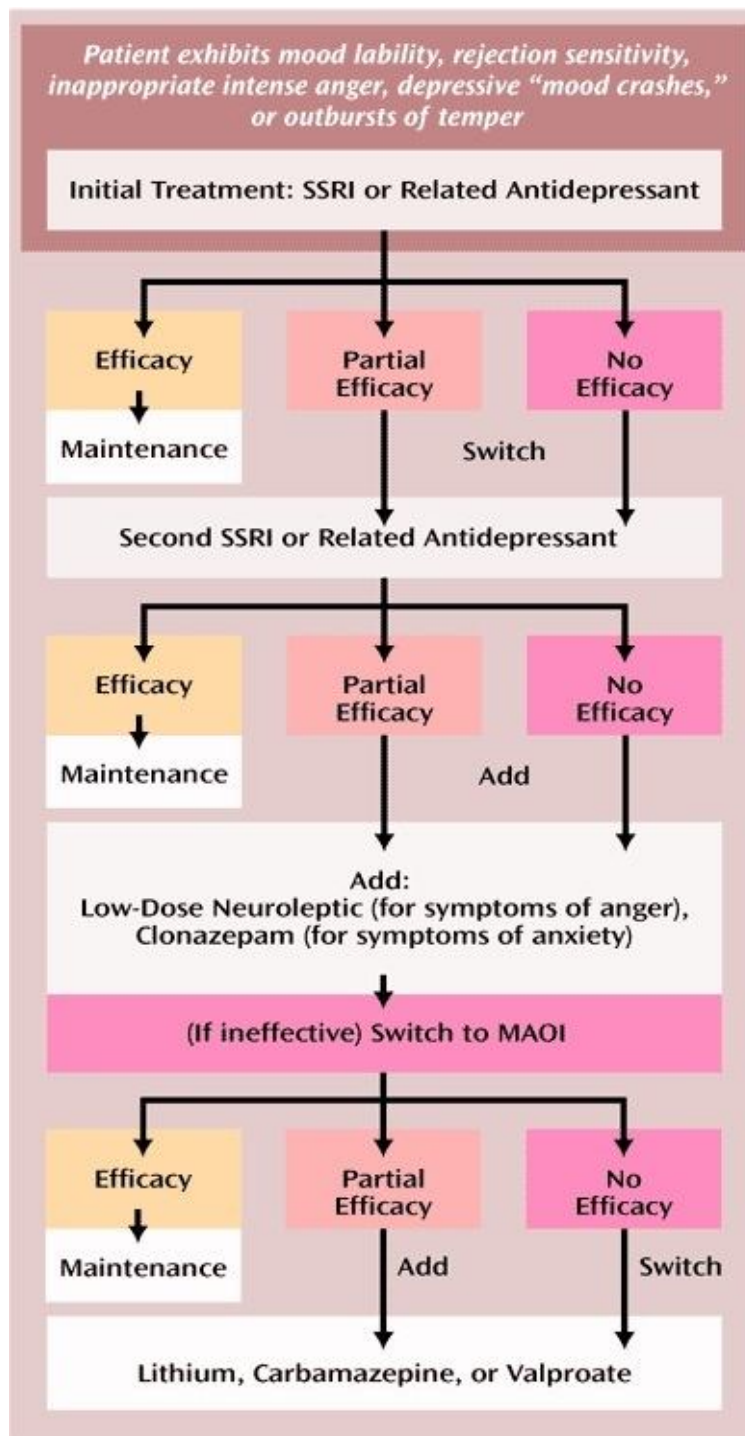 Patient exhibits mood lability, rejection sensitivity,
inappropriate intense anger, depressive “mood crashes,”
or outbursts of temper
Initial Treatment: SSRI or Related Antidepressant
Efficacy
Partial
Efficacy
No
Efficacy
Maintenance
Switch
Second SSRI or Related Antidepressant
Efficacy
Partial
Efficacy
No
Efficacy
Maintenance
Add
Add:
Low-Dose Neuroleptic (for symptoms of anger),
Clonazepam (for symptoms of anxiety)
(If ineffective) Switch to MAOI
Efficacy
Partial
Efficacy
No
Efficacy
Maintenance
Add
Switch
Lithium, Carbamazepine, or Valproate